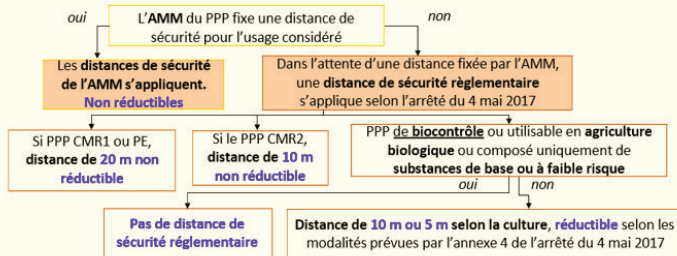 oui
L'AMM du PPP fixe une distance de
sécurité pour l'usage considéré
non
Les distances de sécurité
de l'AMM s'appliquent.
Non réductibles
Dans l'attente d'une distance fixée par l'AMM,
une distance de sécurité règlementaire
s'applique selon l'arrêté du 4 mai 2017
Si PPP CMR1 ou PE,
distance de 20 m non
réductible
Si le PPP CMR2,
distance de 10 m
non réductible
PPP de biocontrôle ou utilisable en agriculture
biologique ou composé uniquement de
substances de base ou à faible risque
oui
non
Pas de distance de
sécurité réglementaire
Distance de 10 m ou 5 m selon la culture, réductible selon les
modalités prévues par l'annexe 4 de l'arrêté du 4 mai 2017